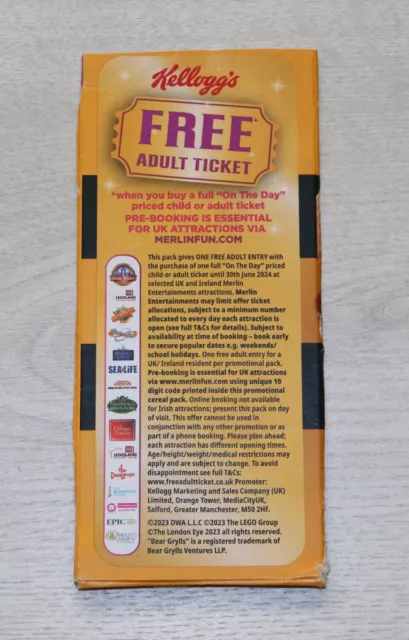 Kellogg's
FREE*
ADULT TICKET
*when you buy a full "On The Day"
priced child or adult ticket
PRE-BOOKING IS ESSENTIAL
FOR UK ATTRACTIONS VIA
MERLINFUN.COM
This pack gives ONE FREE ADULT ENTRY with
the purchase of one full "On The Day" priced
child or adult ticket until 30th June 2024 at
selected UK and Ireland Merlin
Entertainments attractions. Merlin
Entertainments may limit offer ticket
allocations, subject to a minimum number
allocated to every day each attraction is
open (see full T&Cs for details). Subject to
availability at time of booking – book early
to secure popular dates e.g. weekends/
school holidays. One free adult entry for a
UK/ Ireland resident per promotional pack.
Pre-booking is essential for UK attractions
via www.merlinfun.com using unique 10
digit code printed inside this promotional
cereal pack. Online booking not available
for Irish attractions; present this pack on day
of visit. This offer cannot be used in
conjunction with any other promotion or as
part of a phone booking. Please plan ahead;
each attraction has different opening times.
Age/height/weight/medical restrictions may
apply and are subject to change. To avoid
disappointment see full T&Cs:
www.freeadultticket.co.uk Promoter:
Kellogg Marketing and Sales Company (UK)
Limited, Orange Tower, MediaCityUK,
Salford, Greater Manchester, M50 2HF.
©2023 DWA L.L.C ©2023 The LEGO Group
©The London Eye 2023 all rights reserved.
"Bear Grylls" is a registered trademark of
Bear Grylls Ventures LLP.
LEGOLAND
SEA LIFE
LEGOLAND
the Dungeons
EPIC